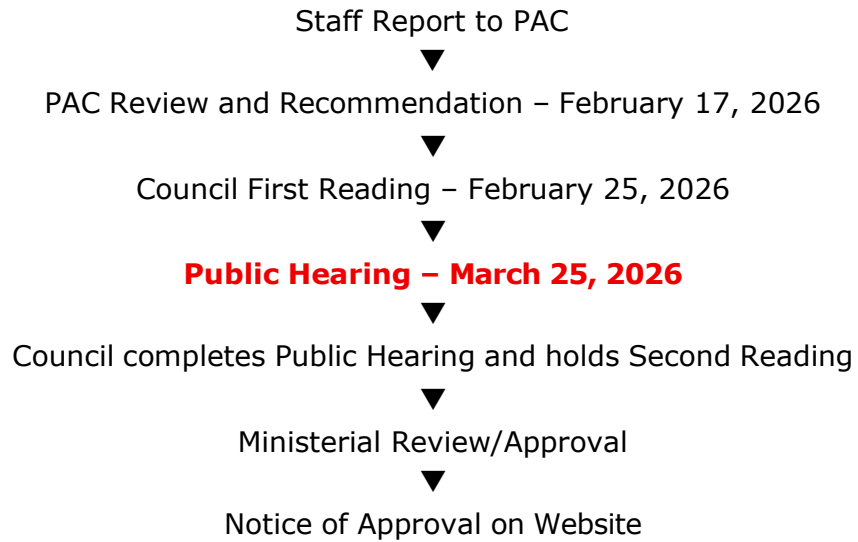 Staff Report to PAC
PAC Review and Recommendation – February 17, 2026
Council First Reading – February 25, 2026
Public Hearing – March 25, 2026
Council completes Public Hearing and holds Second Reading
Ministerial Review/Approval
Notice of Approval on Website